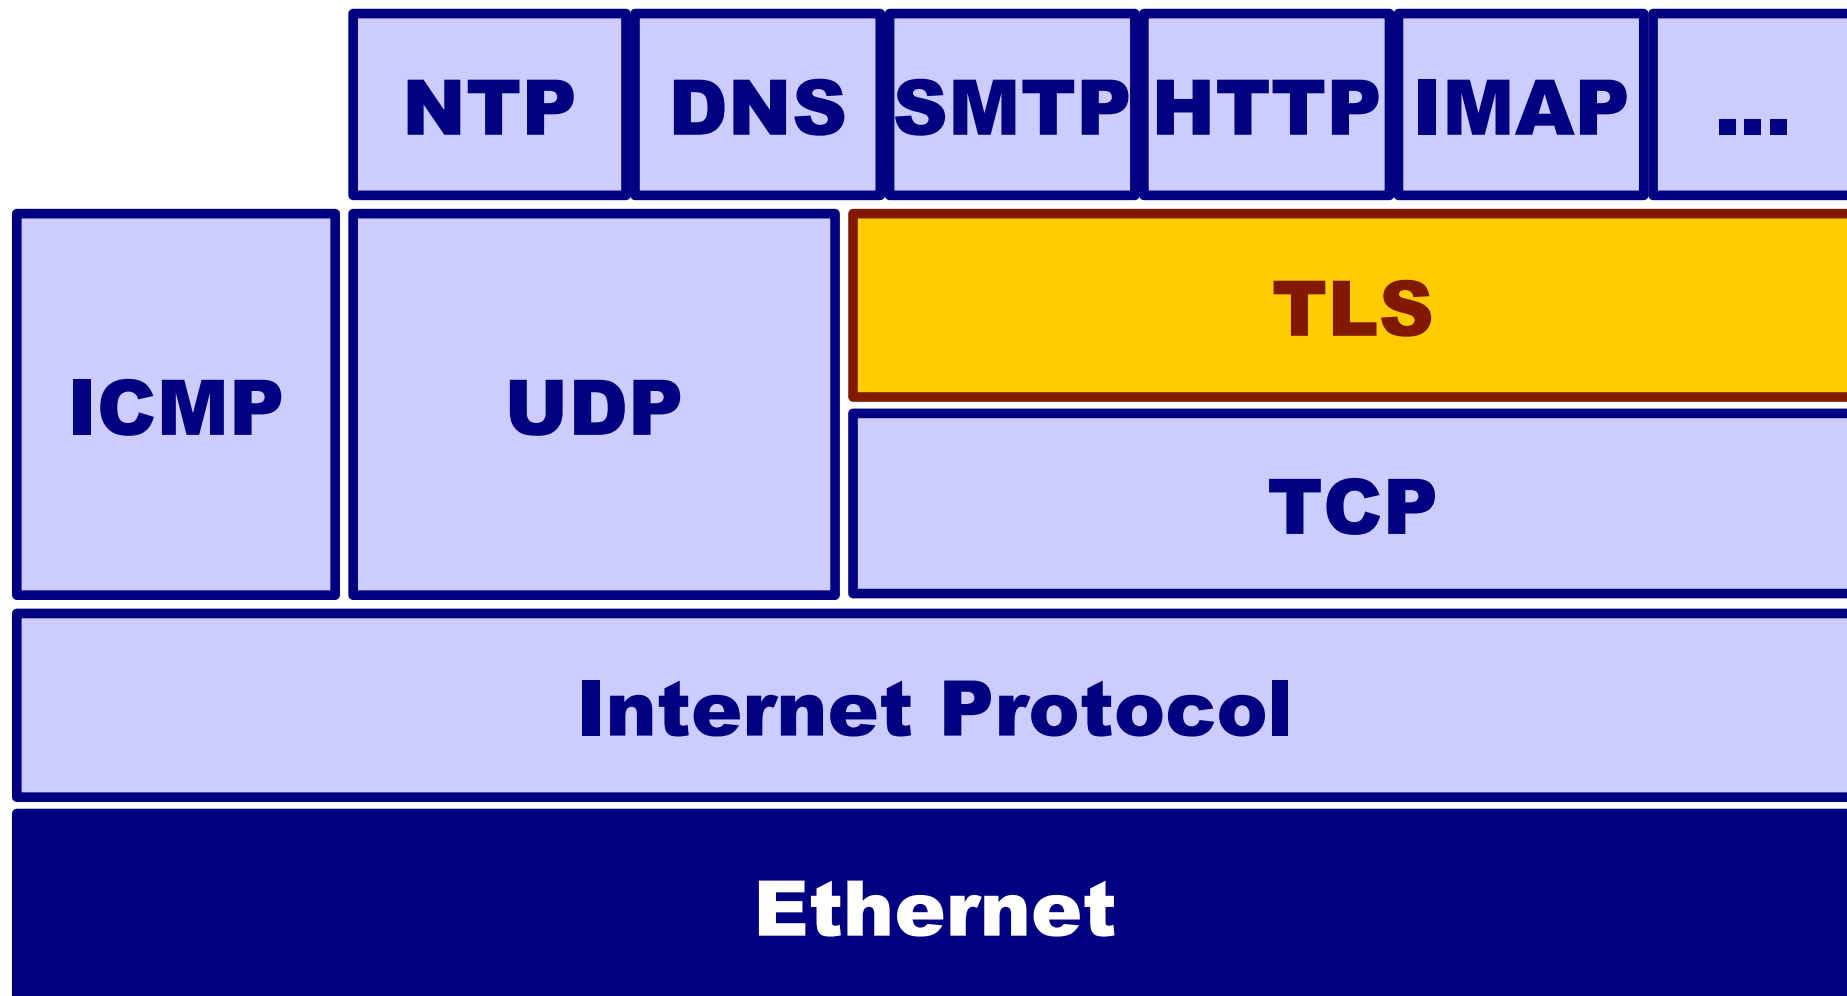 NTP DNS SMTP HTTP IMAP ...
TLS
ICMP UDP
TCP
Internet Protocol
Ethernet